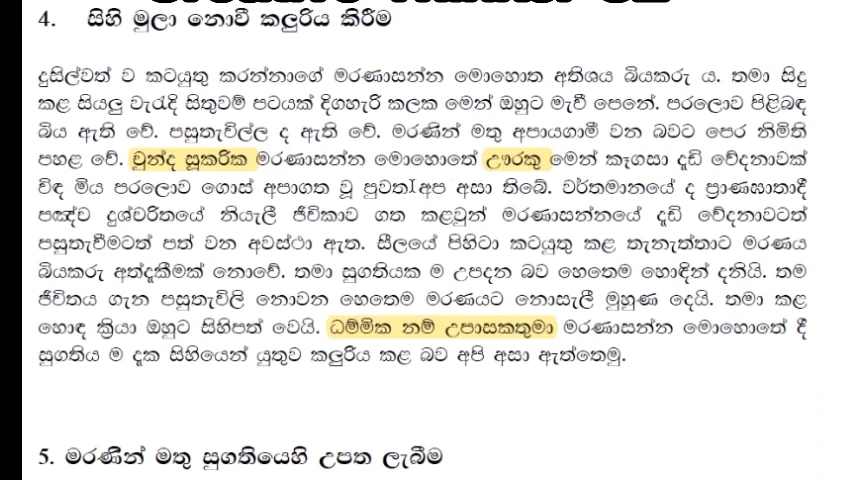 4. සිහි මුලා නොවී කලුරිය කිරීම
දුසිල්වත් ව කටයුතු කරන්නාගේ මරණාසන්න මොහොත අතිශය බියකරු ය. තමා සිදු
කළ සියලු වැරැදි සිතුවම් පටයක් දිගහැරි කලක මෙන් ඔහුට මැවී පෙනේ. පරලොව පිළිබඳ
බිය ඇති වේ. පසුතැවිල්ල ද ඇති වේ. මරණින් මතු අපායගාමී වන බවට පෙර නිමිති
පහළ වේ. චුන්ද සූකරික මරණාසන්න මොහොතේ ඌරකු මෙන් කෑගසා දැඩි වේදනාවක්
විඳ මිය පරලොව ගොස් අපාගත වූ පුවත අප අසා තිබේ. වර්තමානයේ ද ප්‍රාණඝාතාදී
පඤ්ච දුශ්චරිතයේ නියැලී ජීවිකාව ගත කළවුන් මරණාසන්නයේ දැඩි වේදනාවටත්
පසුතැවීමටත් පත් වන අවස්ථා ඇත. සීලයේ පිහිටා කටයුතු කළ තැනැත්තාට මරණය
බියකරු අත්දැකීමක් නොවේ. තමා සුගතියක ම උපදන බව හෙතෙම හොඳින් දනියි. තම
ජීවිතය ගැන පසුතැවිලි නොවන හෙතෙම මරණයට නොසැලී මුහුණ දෙයි. තමා කළ
හොඳ ක්‍රියා ඔහුට සිහිපත් වෙයි. ධම්මික නම් උපාසකතුමා මරණාසන්න මොහොතේ දී
සුගතිය ම දැක සිහියෙන් යුතුව කලුරිය කළ බව අපි අසා ඇත්තෙමු.
5. මරණින් මතු සුගතියෙහි උපත ලැබීම